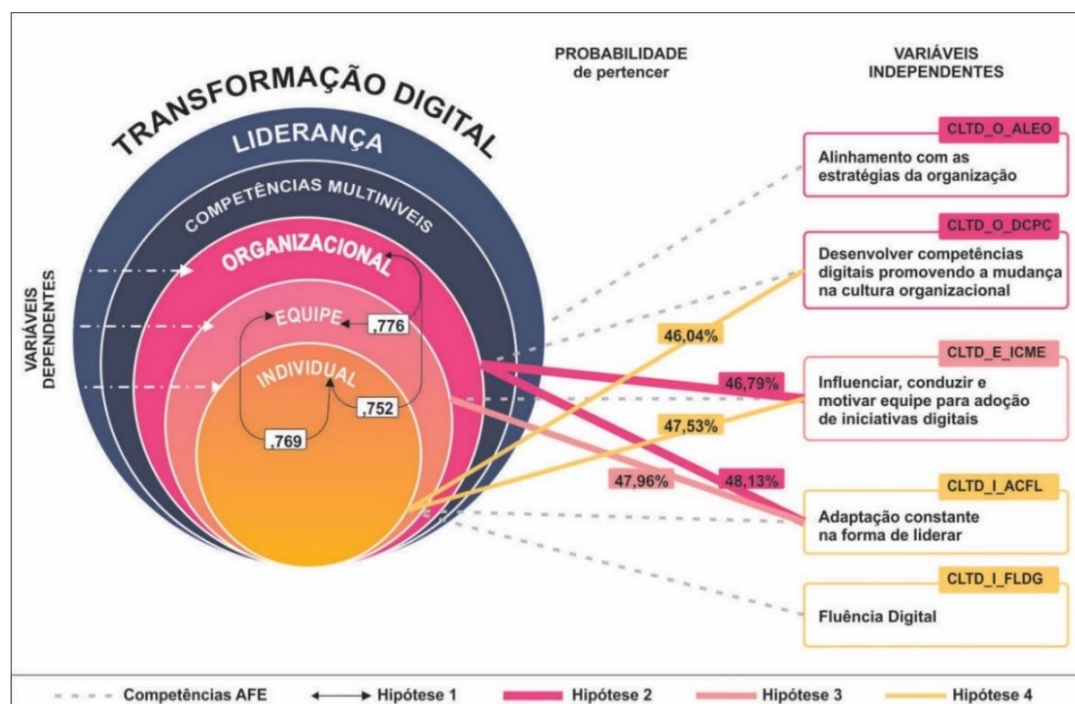 TRANSFORMAÇÃO DIGITAL
LIDERANÇA
COMPETÊNCIAS MULTINÍVEIS
ORGANIZACIONAL
EQUIPE
INDIVIDUAL
,776
,752
,769
VARIÁVEIS
DEPENDENTES
PROBABILIDADE
de pertencer
46,04%
46,79%
47,53%
47,96%
48,13%
VARIÁVEIS
INDEPENDENTES
CLTD_O_ALEO
Alinhamento com as
estratégias da organização
CLTD_O_DCPC
Desenvolver competências
digitais promovendo a mudança
na cultura organizacional
CLTD_E_ICME
Influenciar, conduzir e
motivar equipe para adoção
de iniciativas digitais
CLTD_I_ACFL
Adaptação constante
na forma de liderar
CLTD_I_FLDG
Fluência Digital
Competências AFE
Hipótese 1
Hipótese 2
Hipótese 3
Hipótese 4